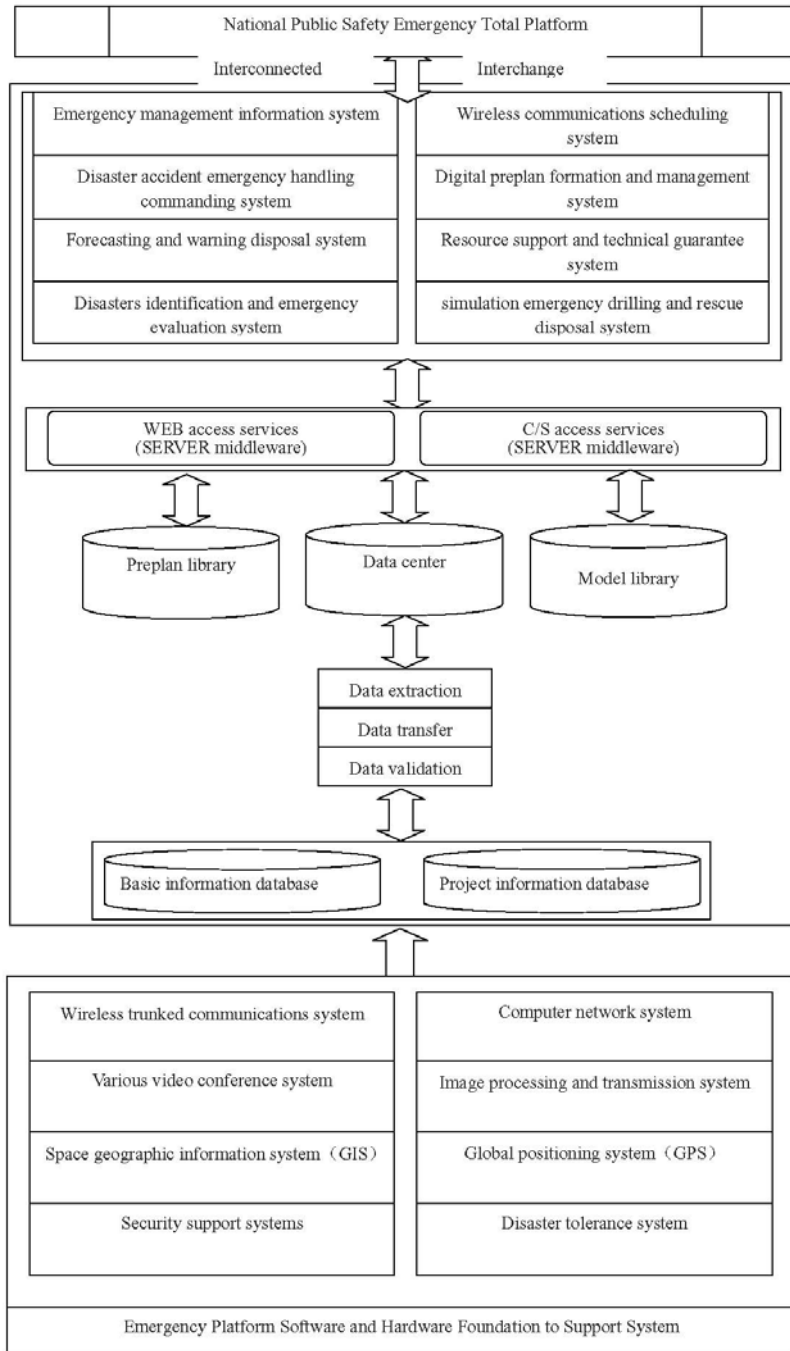 National Public Safety Emergency Total Platform
Interconnected
Interchange
Emergency management information system
Wireless communications scheduling
system
Disaster accident emergency handling
commanding system
Digital preplan formation and management
system
Forecasting and warning disposal system
Resource support and technical guarantee
system
Disasters identification and emergency
evaluation system
simulation emergency drilling and rescue
disposal system
WEB access services
(SERVER middleware)
C/S access services
(SERVER middleware)
Preplan library
Data center
Model library
Data extraction
Data transfer
Data validation
Basic information database
Project information database
Wireless trunked communications system
Computer network system
Various video conference system
Image processing and transmission system
Space geographic information system（GIS）
Global positioning system（GPS）
Security support systems
Disaster tolerance system
Emergency Platform Software and Hardware Foundation to Support System